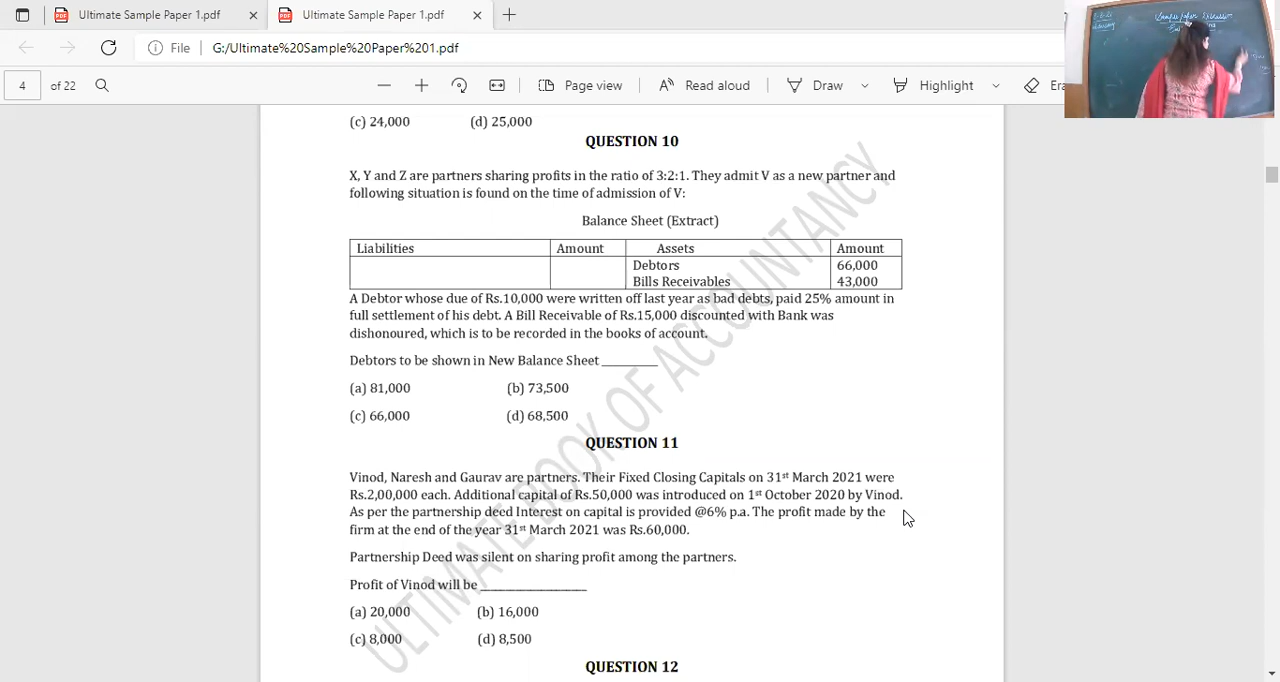 Ultimate Sample Paper 1.pdf
Ultimate Sample Paper 1.pdf
File G:/Ultimate%20Sample%20Paper%201.pdf
4 of 22 Page view Read aloud Draw Highlight Era
(c) 24,000 (d) 25,000
QUESTION 10
X, Y and Z are partners sharing profits in the ratio of 3:2:1. They admit V as a new partner and
following situation is found on the time of admission of V:
Balance Sheet (Extract)
Liabilities Amount Assets Amount
Debtors 66,000
Bills Receivables 43,000
A Debtor whose due of Rs.10,000 were written off last year as bad debts, paid 25% amount in
full settlement of his debt. A Bill Receivable of Rs.15,000 discounted with Bank was
dishonoured, which is to be recorded in the books of account.
Debtors to be shown in New Balance Sheet ________
(a) 81,000 (b) 73,500
(c) 66,000 (d) 68,500
QUESTION 11
Vinod, Naresh and Gaurav are partners. Their Fixed Closing Capitals on 31st March 2021 were
Rs.2,00,000 each. Additional capital of Rs.50,000 was introduced on 1st October 2020 by Vinod.
As per the partnership deed Interest on capital is provided @6% p.a. The profit made by the
firm at the end of the year 31st March 2021 was Rs.60,000.
Partnership Deed was silent on sharing profit among the partners.
Profit of Vinod will be ________________
(a) 20,000 (b) 16,000
(c) 8,000 (d) 8,500
QUESTION 12
ULTIMATE BOOK OF ACCOUNTANCY